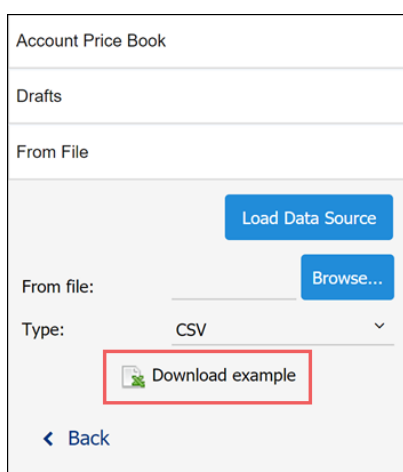 Account Price Book
Drafts
From File
Load Data Source
From file:
Browse...
Type:
CSV
Download example
Back